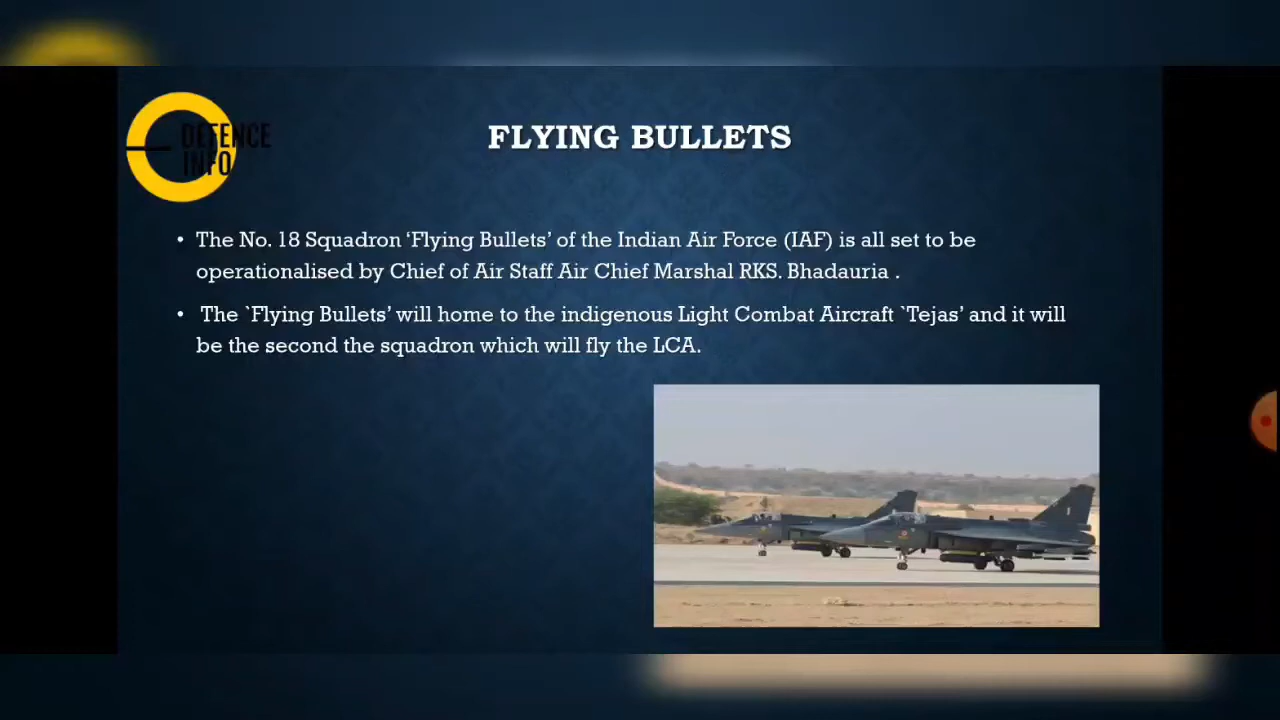 DEFENCE
INFO
FLYING BULLETS
• The No. 18 Squadron ‘Flying Bullets’ of the Indian Air Force (IAF) is all set to be
operationalised by Chief of Air Staff Air Chief Marshal RKS. Bhadauria .
• The `Flying Bullets’ will home to the indigenous Light Combat Aircraft `Tejas’ and it will
be the second the squadron which will fly the LCA.